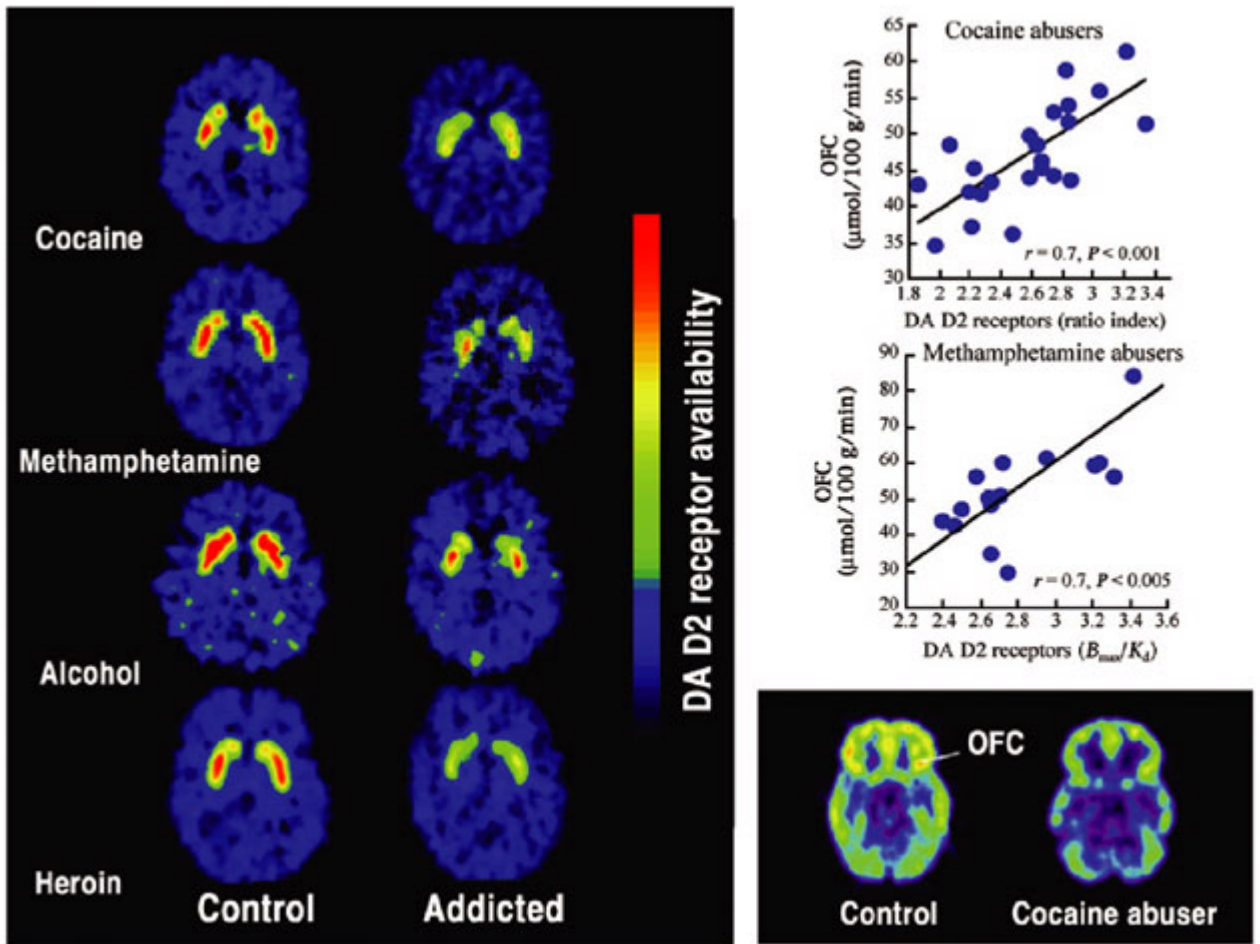 Cocaine
Methamphetamine
Alcohol
Heroin
Control
Addicted
DA D2 receptor availability
Cocaine abusers
OFC
(μmol/100 g/min)
65
60
55
50
45
40
35
30
r = 0.7, P < 0.001
1.8 2 2.2 2.4 2.6 2.8 3 3.2 3.4
DA D2 receptors (ratio index)
Methamphetamine abusers
OFC
(μmol/100 g/min)
90
80
70
60
50
40
30
20
r = 0.7, P < 0.005
2.2 2.4 2.6 2.8 3 3.2 3.4 3.6
DA D2 receptors (Bmax/Kd)
OFC
Control
Cocaine abuser